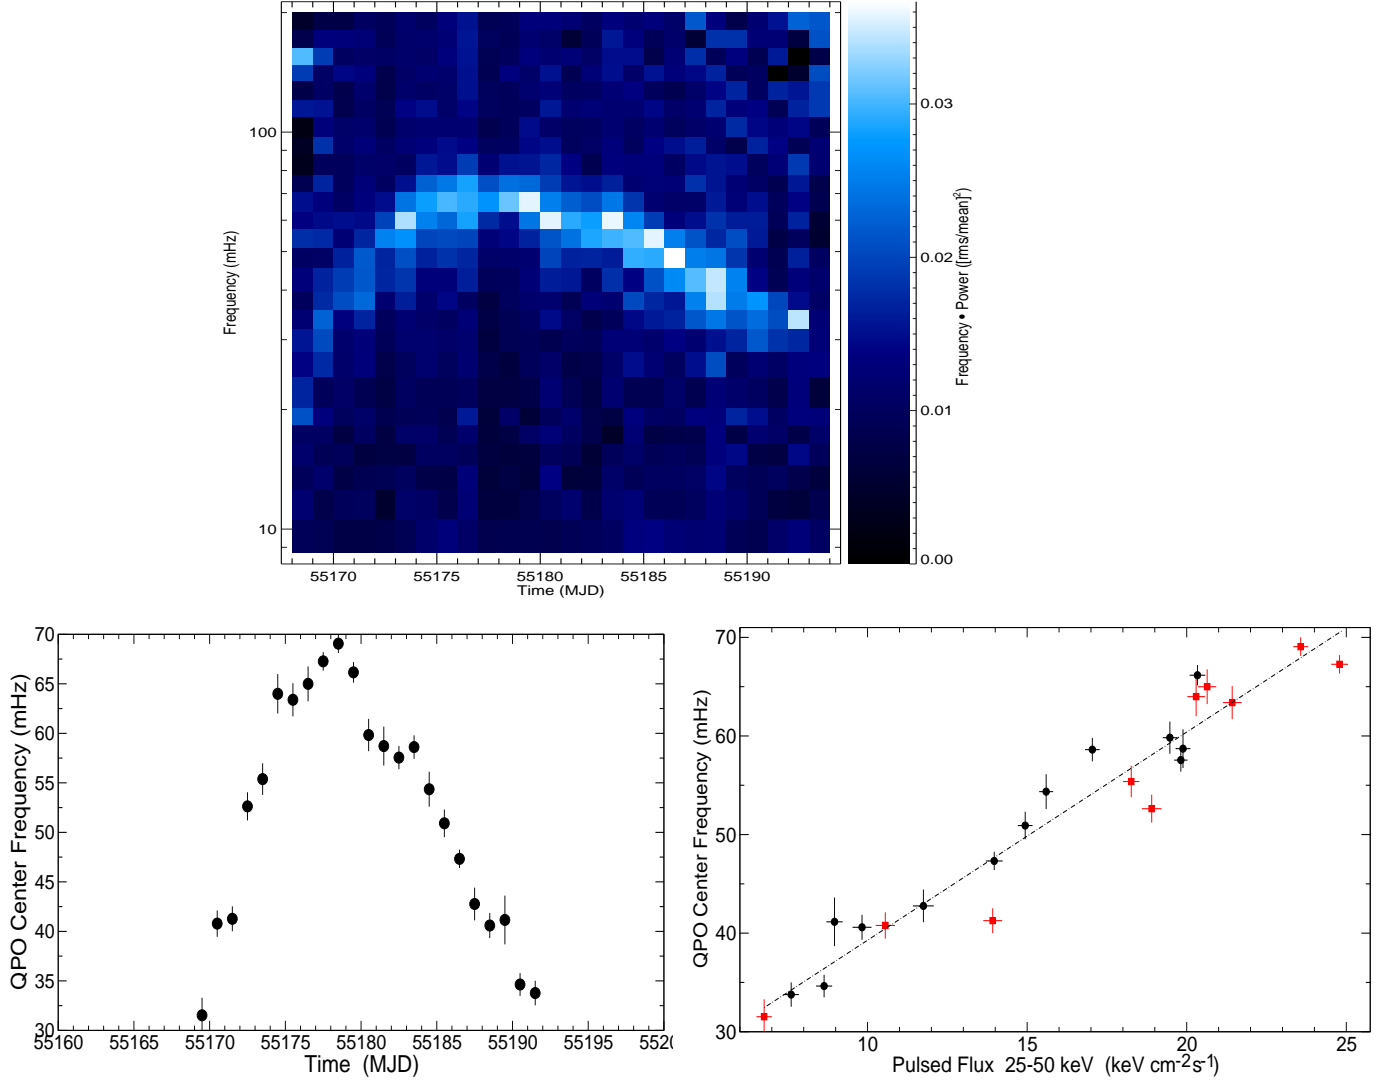 100
10
Frequency (mHz)
55170 55175 55180 55185 55190
Time (MJD)
0.03
0.02
0.01
0.00
Frequency • Power ([rms/mean]²)
70
65
60
55
50
45
40
35
30
QPO Center Frequency (mHz)
55160 55165 55170 55175 55180 55185 55190 55195 5520
Time (MJD)
70
60
50
40
30
QPO Center Frequency (mHz)
10 15 20 25
Pulsed Flux 25-50 keV (keV cm⁻²s⁻¹)